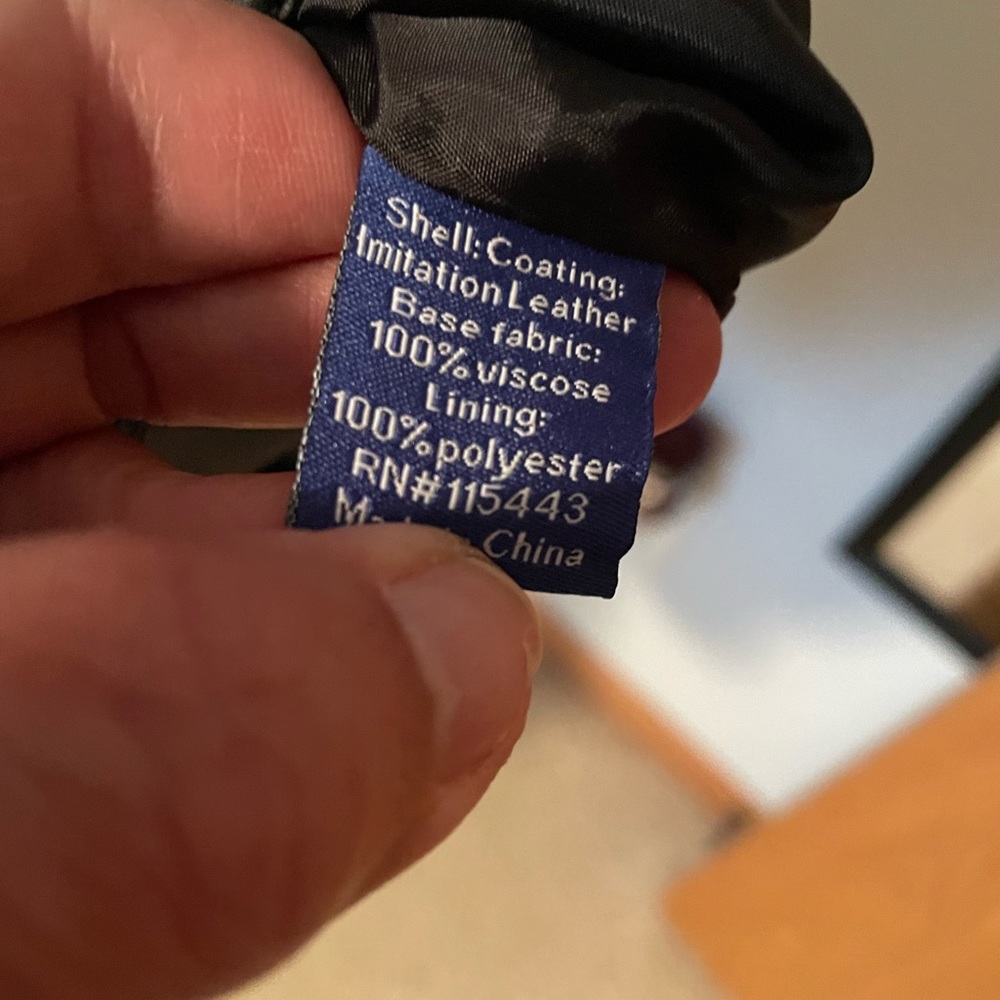 Shell: Coating:
Imitation Leather
Base fabric:
100% viscose
Lining:
100% polyester
RN#115443
China